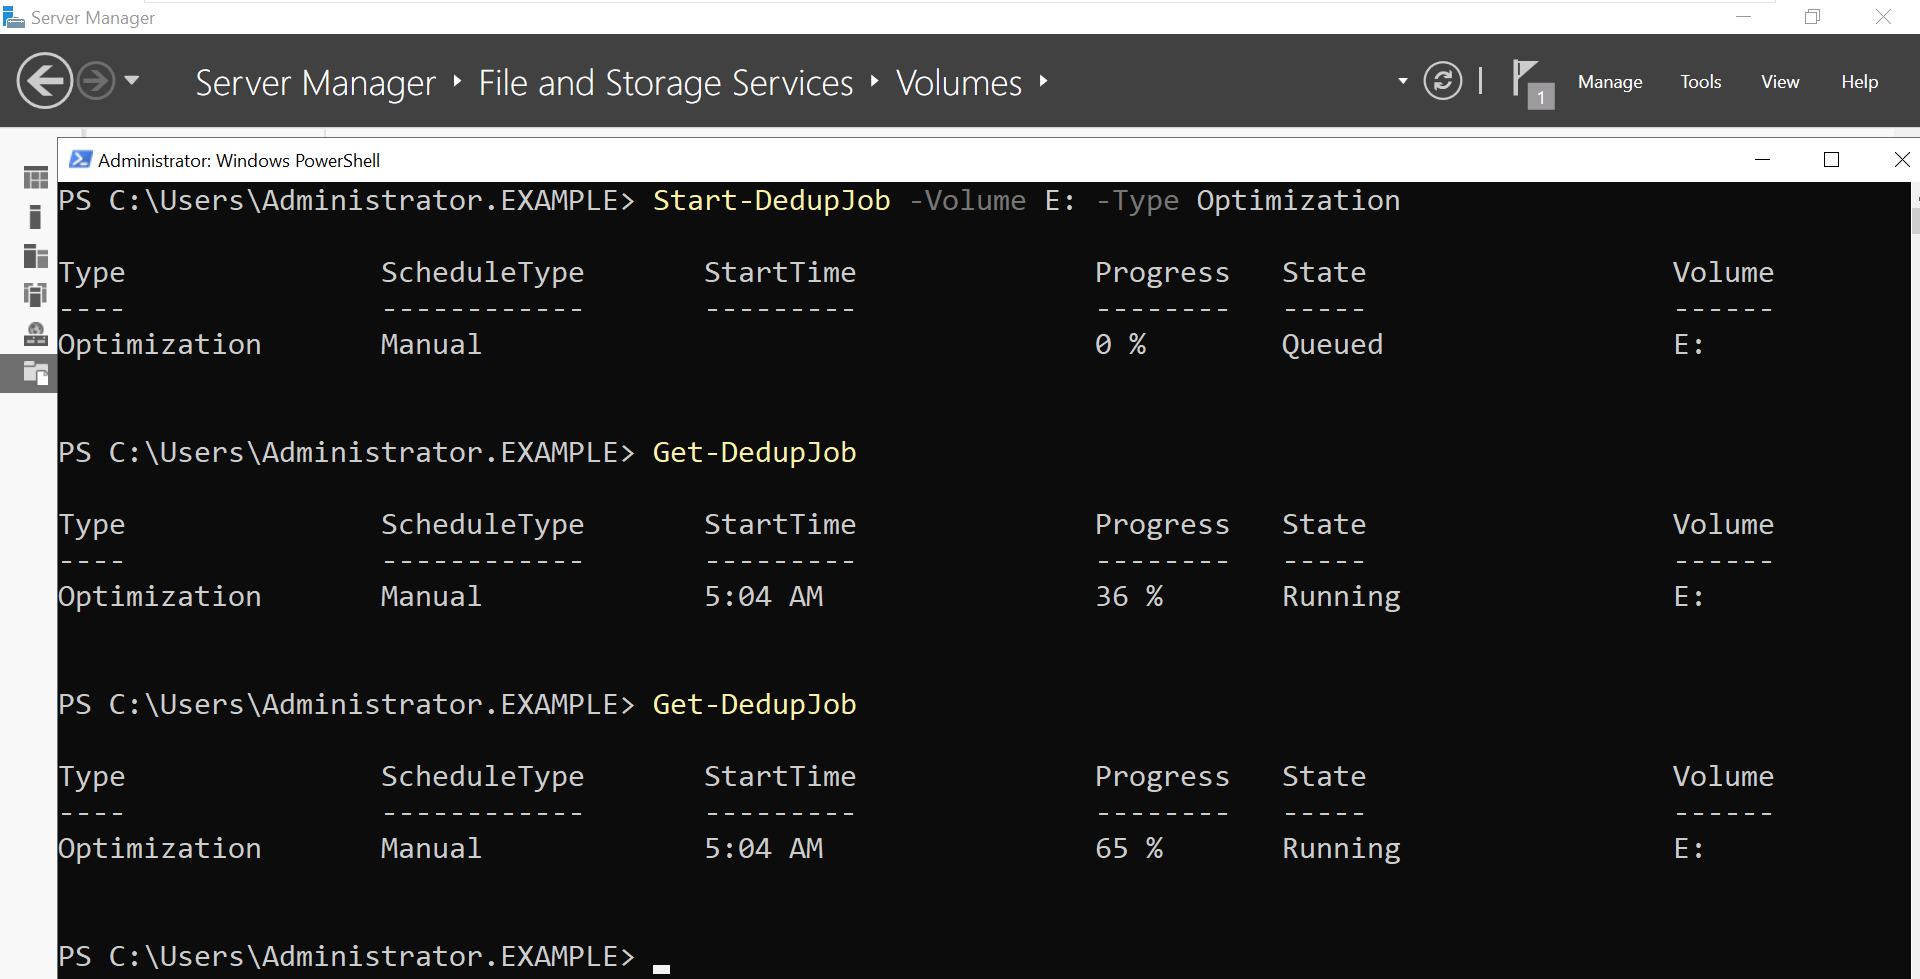 Server Manager
Server Manager ‣ File and Storage Services ‣ Volumes ‣
1 Manage Tools View Help
Administrator: Windows PowerShell
PS C:\Users\Administrator.EXAMPLE> Start-DedupJob -Volume E: -Type Optimization
Type ScheduleType StartTime Progress State Volume
---- ------------ --------- -------- ----- ------
Optimization Manual 0 % Queued E:
PS C:\Users\Administrator.EXAMPLE> Get-DedupJob
Type ScheduleType StartTime Progress State Volume
---- ------------ --------- -------- ----- ------
Optimization Manual 5:04 AM 36 % Running E:
PS C:\Users\Administrator.EXAMPLE> Get-DedupJob
Type ScheduleType StartTime Progress State Volume
---- ------------ --------- -------- ----- ------
Optimization Manual 5:04 AM 65 % Running E:
PS C:\Users\Administrator.EXAMPLE>